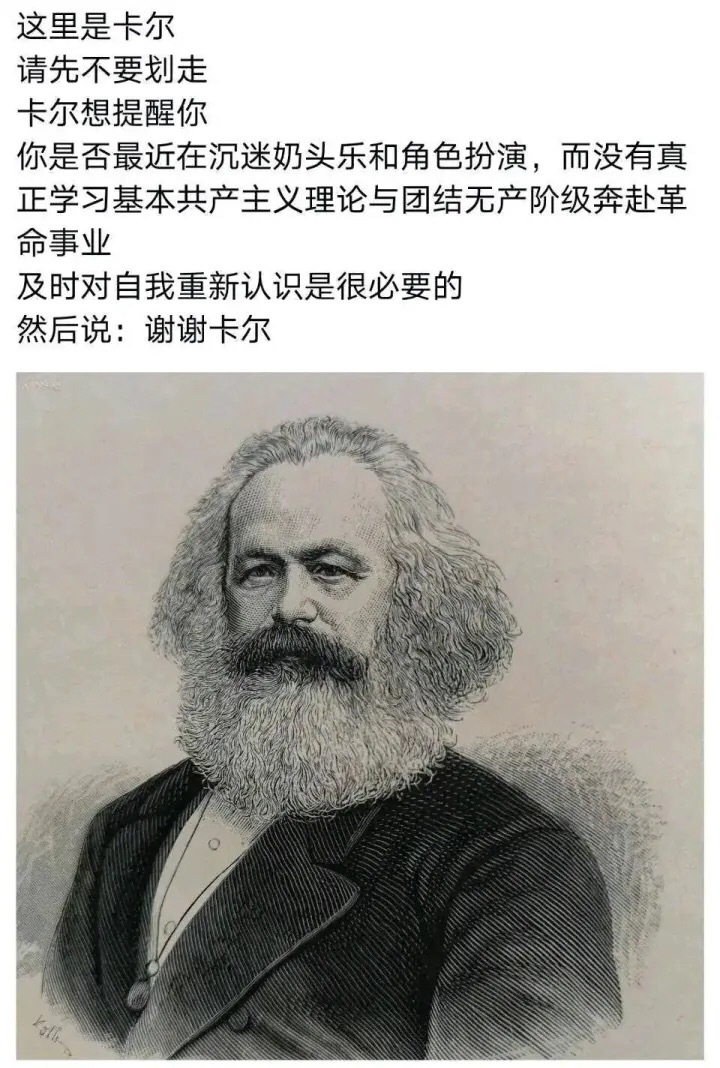 这里是卡尔
请先不要划走
卡尔想提醒你
你是否最近在沉迷奶头乐和角色扮演，而没有真
正学习基本共产主义理论与团结无产阶级奔赴革
命事业
及时对自我重新认识是很必要的
然后说：谢谢卡尔